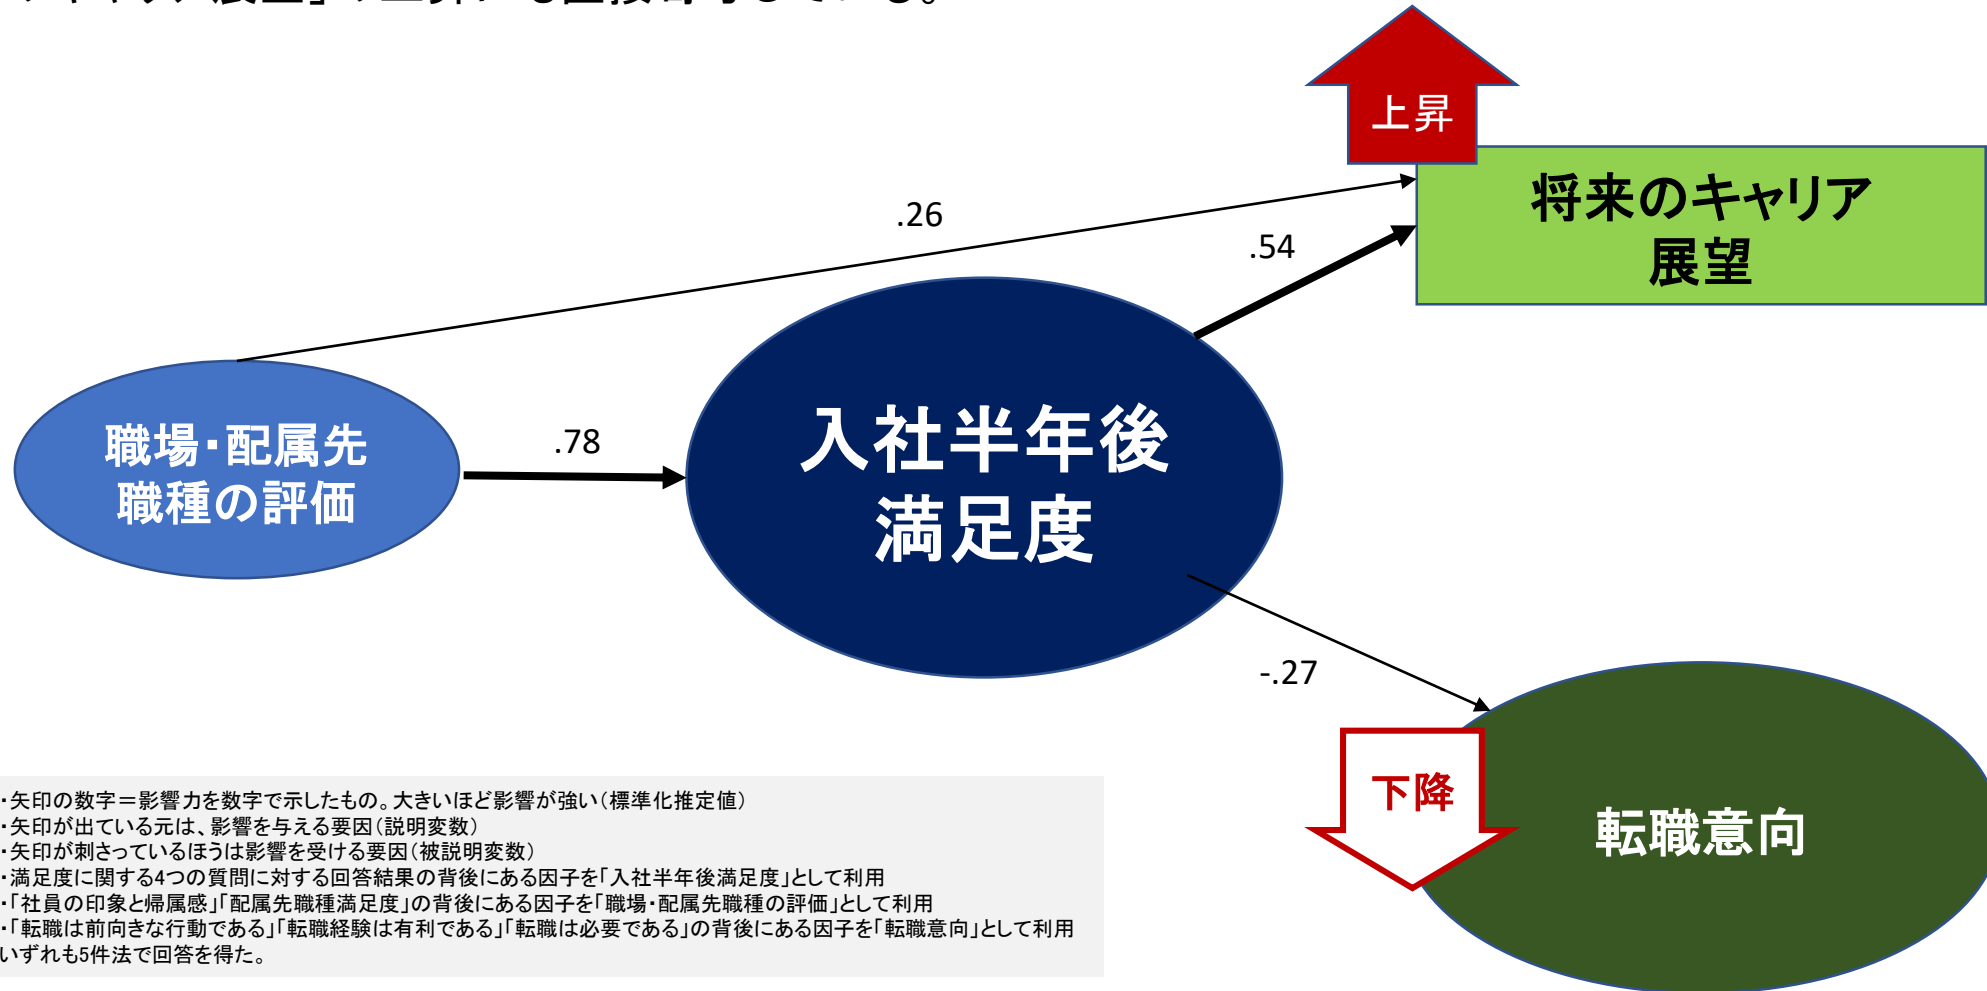 上昇
将来のキャリア
展望
.26
.54
職場・配属先
職種の評価
.78
入社半年後
満足度
-.27
下降
転職意向
・矢印の数字＝影響力を数字で示したもの。大きいほど影響が強い（標準化推定値）
・矢印が出ている元は、影響を与える要因（説明変数）
・矢印が刺さっているほうは影響を受ける要因（被説明変数）
・満足度に関する4つの質問に対する回答結果の背後にある因子を「入社半年後満足度」として利用
・「社員の印象と帰属感」「配属先職種満足度」の背後にある因子を「職場・配属先職種の評価」として利用
・「転職は前向きな行動である」「転職経験は有利である」「転職は必要である」の背後にある因子を「転職意向」として利用
いずれも5件法で回答を得た。